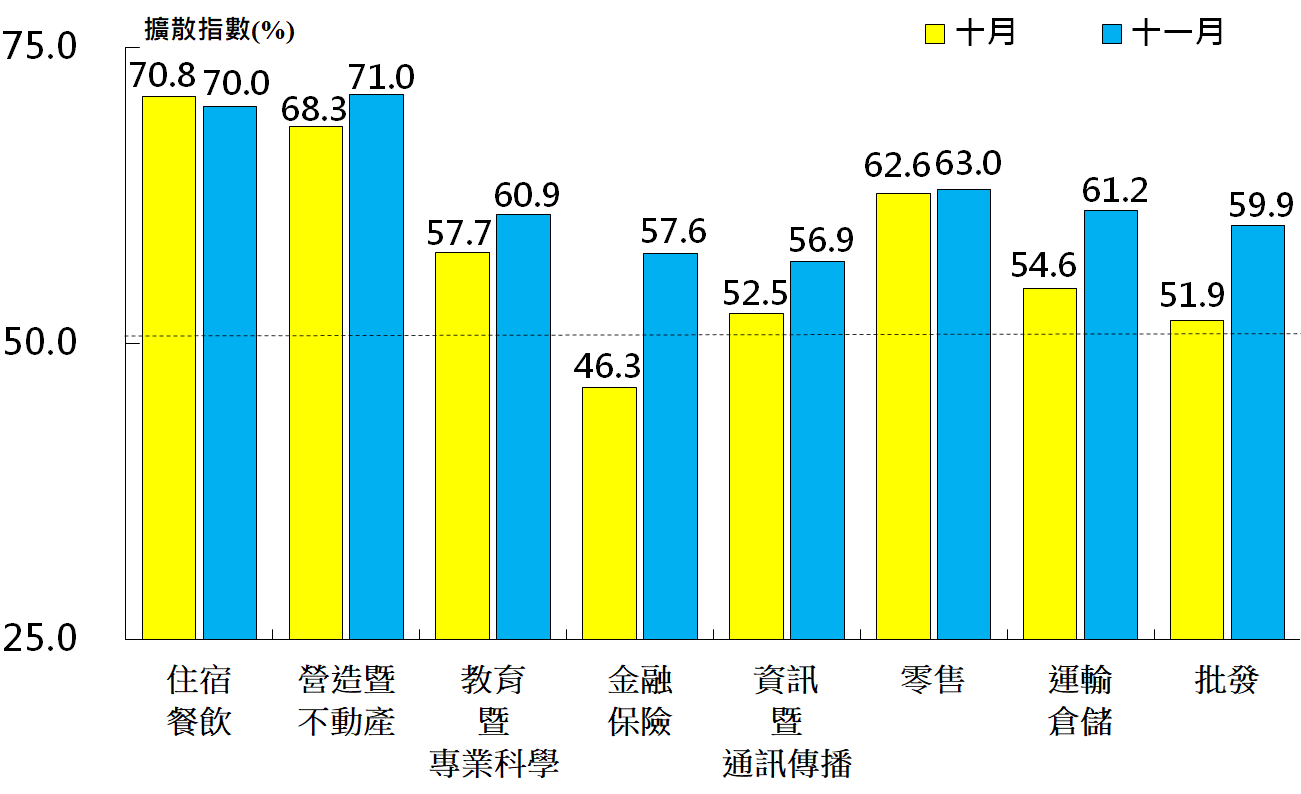 擴散指數(%)
十月
十一月
75.0
50.0
25.0
70.8
70.0
68.3
71.0
57.7
60.9
46.3
57.6
52.5
56.9
62.6
63.0
54.6
61.2
51.9
59.9
住宿
餐飲
營造暨
不動產
教育
暨
專業科學
金融
保險
資訊
暨
通訊傳播
零售
運輸
倉儲
批發